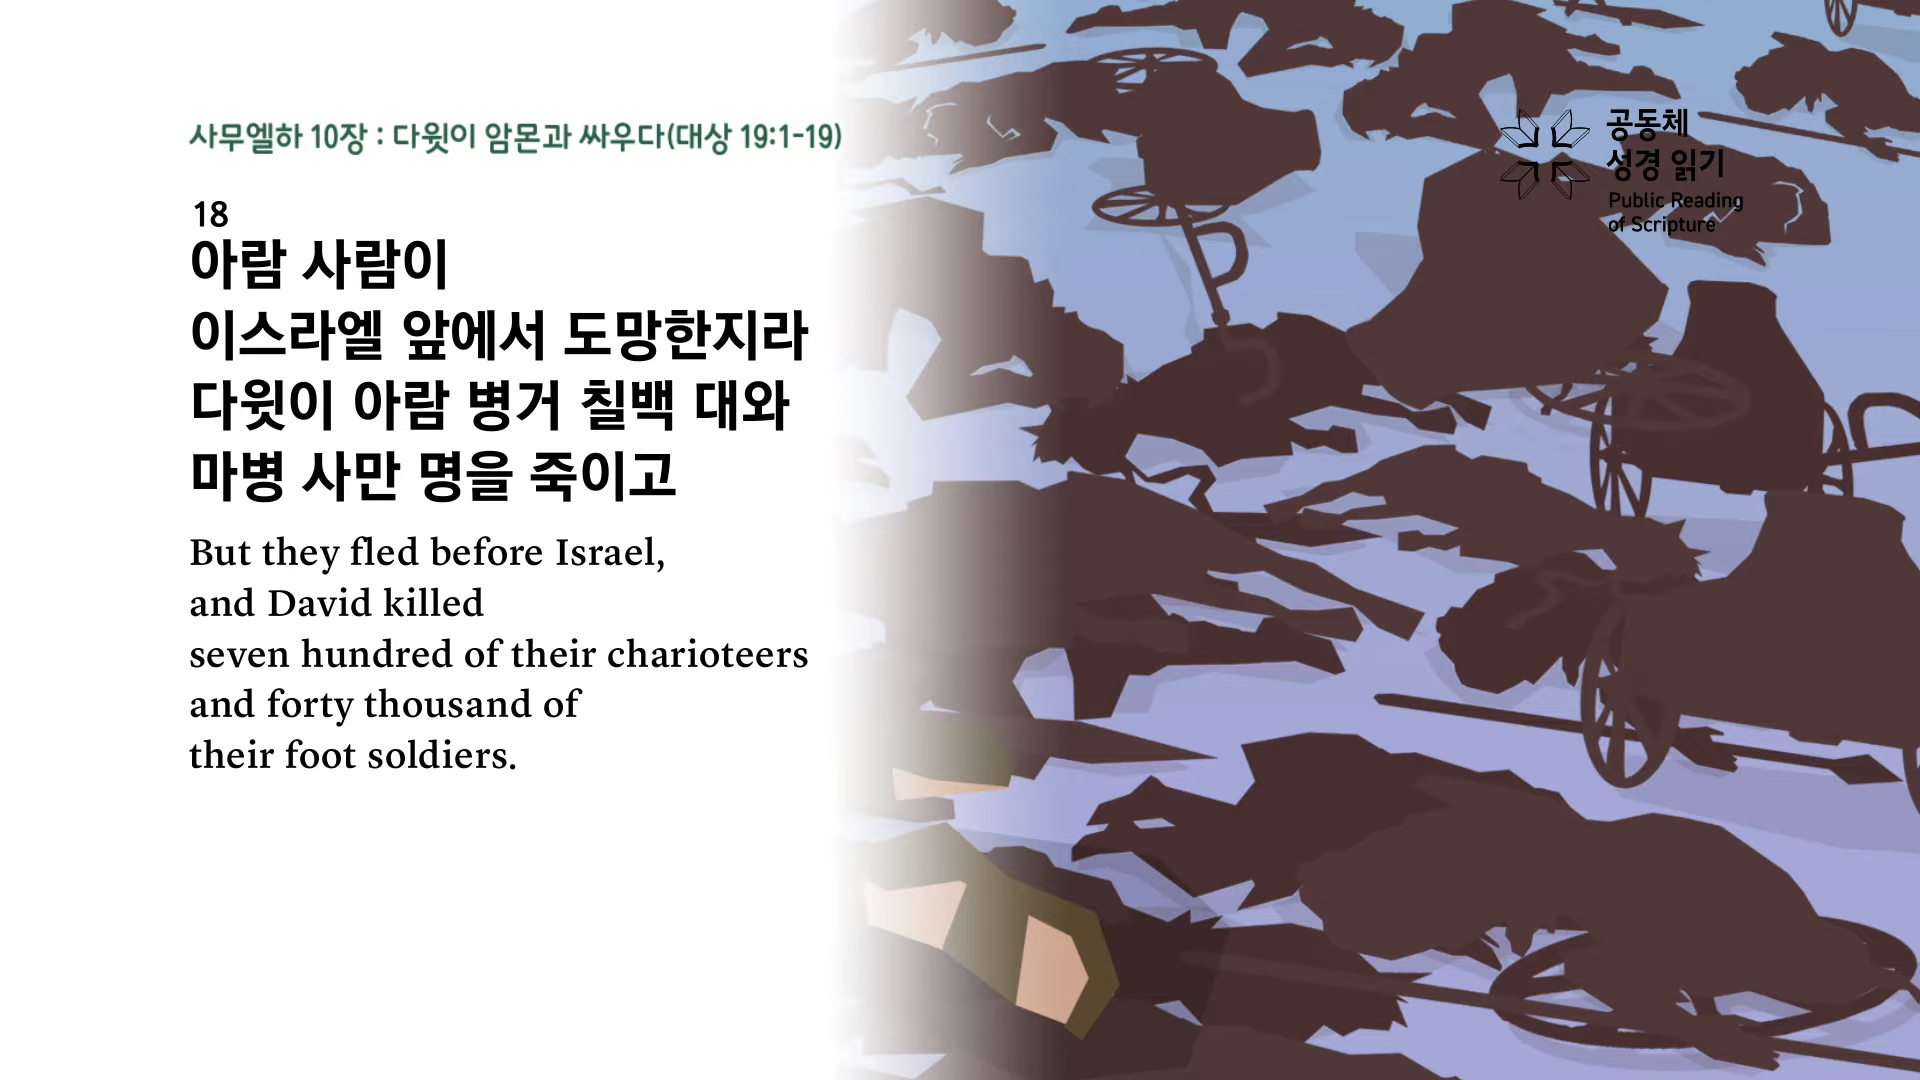 사무엘하 10장 : 다윗이 암몬과 싸우다(대상 19:1-19)
18
아람 사람이
이스라엘 앞에서 도망한지라
다윗이 아람 병거 칠백 대와
마병 사만 명을 죽이고
But they fled before Israel,
and David killed
seven hundred of their charioteers
and forty thousand of
their foot soldiers.
공동체
성경 읽기
Public Reading
of Scripture